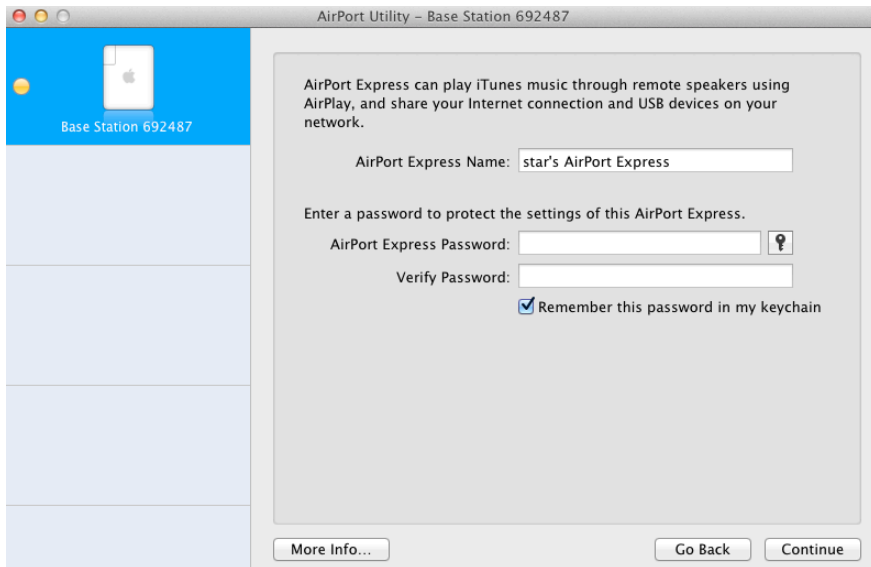 AirPort Utility – Base Station 692487
Base Station 692487
AirPort Express can play iTunes music through remote speakers using
AirPlay, and share your Internet connection and USB devices on your
network.
AirPort Express Name: star's AirPort Express
Enter a password to protect the settings of this AirPort Express.
AirPort Express Password:
Verify Password:
Remember this password in my keychain
More Info...
Go Back
Continue